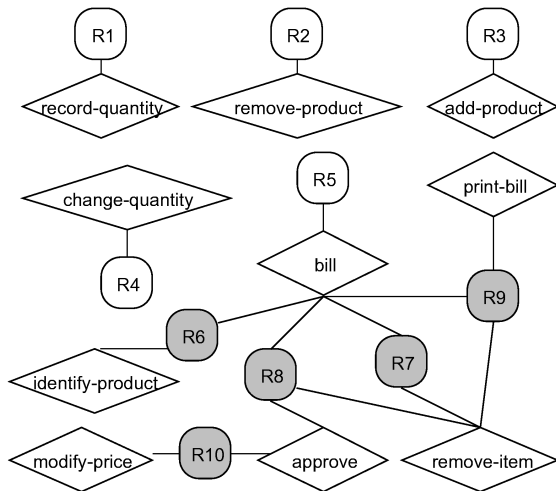 R1
R2
R3
record-quantity
remove-product
add-product
R5
print-bill
change-quantity
bill
R4
R9
R6
R7
R8
identify-product
R10
modify-price
approve
remove-item